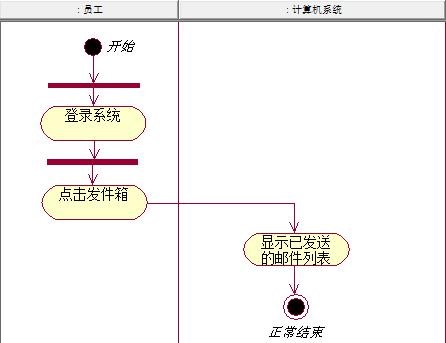 : 员工
: 计算机系统
开始
登录系统
点击发件箱
显示已发送
的邮件列表
正常结束